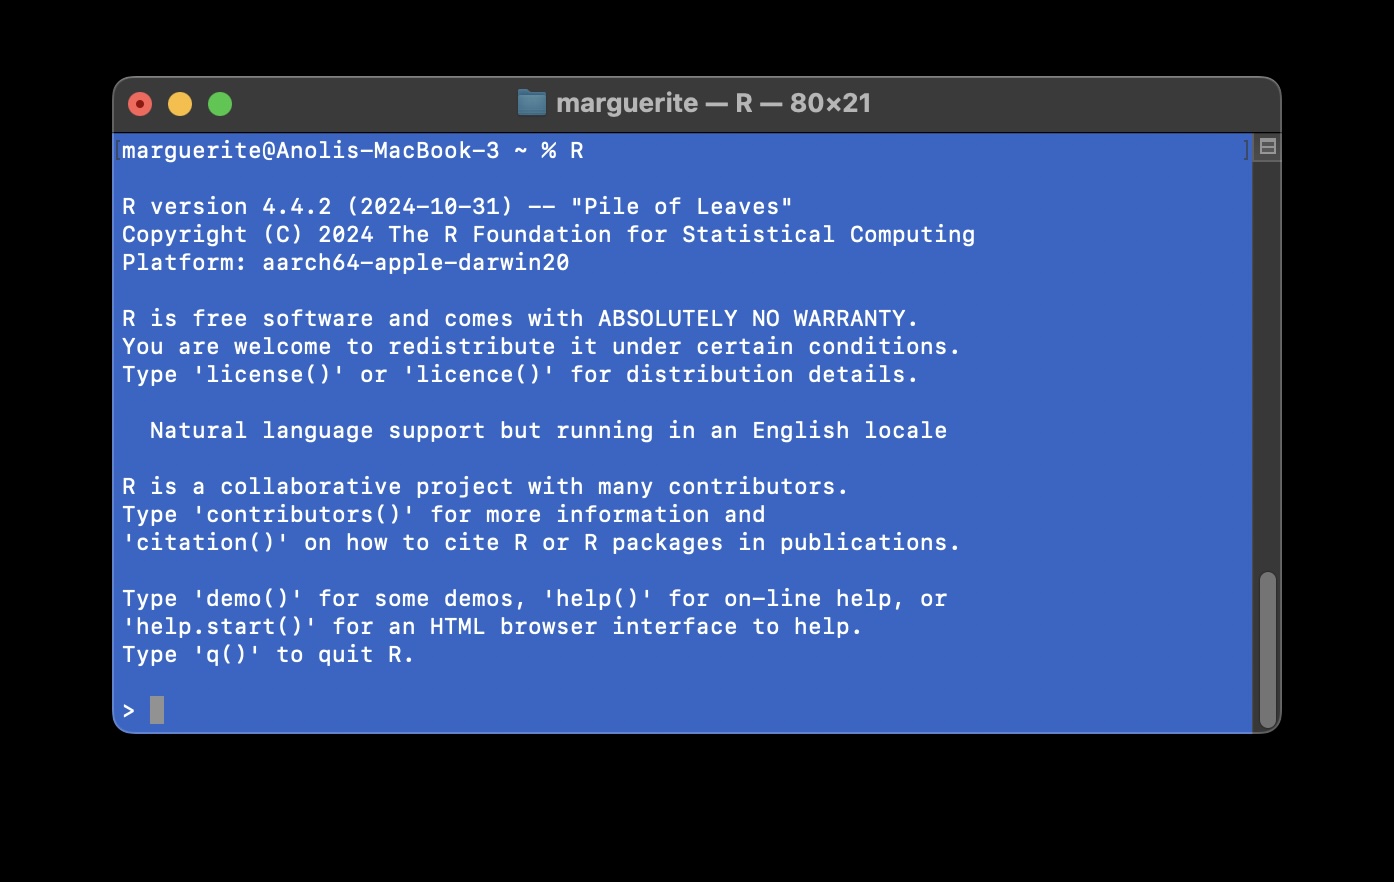 marguerite — R — 80×21
[marguerite@Anolis-MacBook-3 ~ % R ]
R version 4.4.2 (2024-10-31) -- "Pile of Leaves"
Copyright (C) 2024 The R Foundation for Statistical Computing
Platform: aarch64-apple-darwin20
R is free software and comes with ABSOLUTELY NO WARRANTY.
You are welcome to redistribute it under certain conditions.
Type 'license()' or 'licence()' for distribution details.
  Natural language support but running in an English locale
R is a collaborative project with many contributors.
Type 'contributors()' for more information and
'citation()' on how to cite R or R packages in publications.
Type 'demo()' for some demos, 'help()' for on-line help, or
'help.start()' for an HTML browser interface to help.
Type 'q()' to quit R.
>